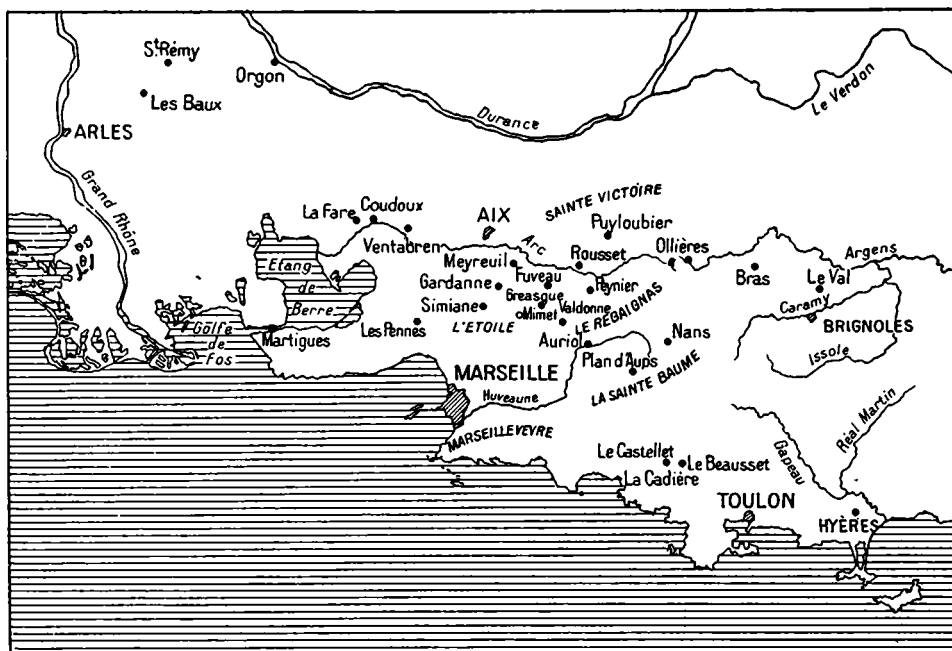 St Rémy
Orgon
Les Baux
ARLES
Durance
Le Verdon
Grand Rhône
La Fare
Coudoux
Ventabren
AIX
Arc
SAINTE VICTOIRE
Puyloubier
Rousset
Ollières
Argens
Meyreuil
Fuveau
Peynier
Bras
Le Val
Etang
de
Berre
Gardanne
Greasque
Simiane
Mimet
Valdonne
LE RÉGAIGNAS
Caramy
BRIGNOLES
Golfe
de
Fos
Martigues
Les Pennes
L'ETOILE
Auriol
Nans
Plan d'Aups
Issole
MARSEILLE
LA SAINTE BAUME
Huveaune
MARSEILLEVEYRE
Gapeau
Réal Martin
Le Castellet
Le Beausset
La Cadière
TOULON
HYÈRES